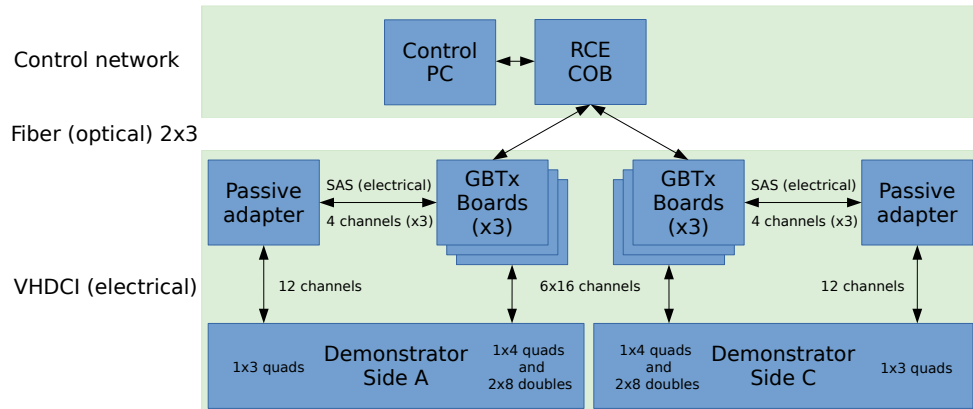 Control network
Control
PC
RCE
COB
Fiber (optical) 2x3
Passive
adapter
SAS (electrical)
4 channels (x3)
GBTx
Boards
(x3)
GBTx
Boards
(x3)
SAS (electrical)
4 channels (x3)
Passive
adapter
VHDCI (electrical)
12 channels
6x16 channels
12 channels
1x3 quads
Demonstrator
Side A
1x4 quads
and
2x8 doubles
1x4 quads
and
2x8 doubles
Demonstrator
Side C
1x3 quads